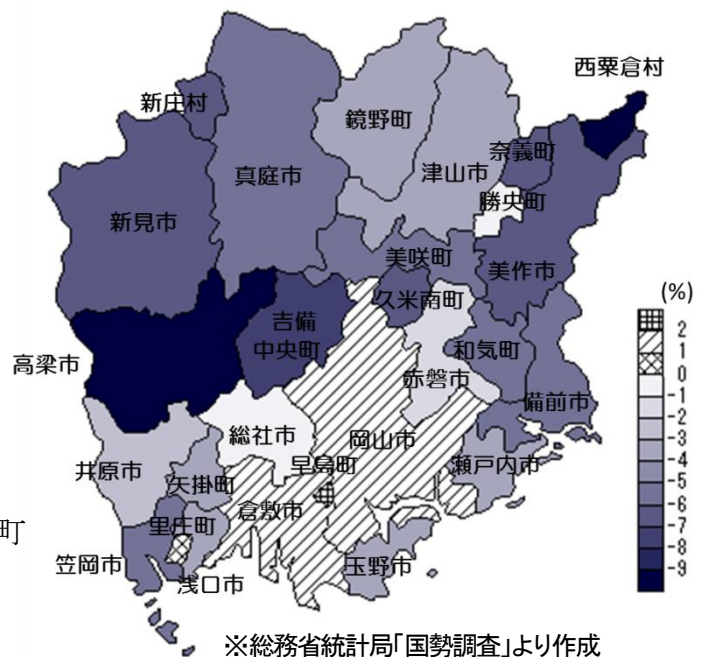 西粟倉村
新庄村
鏡野町
奈義町
真庭市
津山市
勝央町
新見市
美咲町
美作市
(%)
久米南町
吉備
中央町
2
1
0
-1
-2
-3
-4
-5
-6
-7
-8
-9
和気町
高梁市
赤磐市
備前市
総社市
岡山市
井原市
早島町
瀬戸内市
矢掛町
倉敷市
里庄町
町
笠岡市
玉野市
浅口市
※総務省統計局「国勢調査」より作成